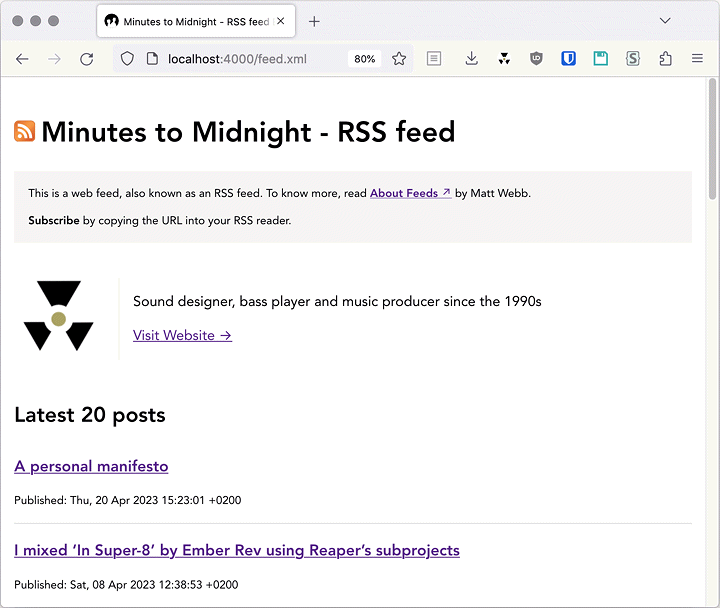 Minutes to Midnight - RSS feed
localhost:4000/feed.xml
80%
Minutes to Midnight - RSS feed
This is a web feed, also known as an RSS feed. To know more, read About Feeds ↗ by Matt Webb.
Subscribe by copying the URL into your RSS reader.
Sound designer, bass player and music producer since the 1990s
Visit Website →
Latest 20 posts
A personal manifesto
Published: Thu, 20 Apr 2023 15:23:01 +0200
I mixed ‘In Super-8’ by Ember Rev using Reaper’s subprojects
Published: Sat, 08 Apr 2023 12:38:53 +0200